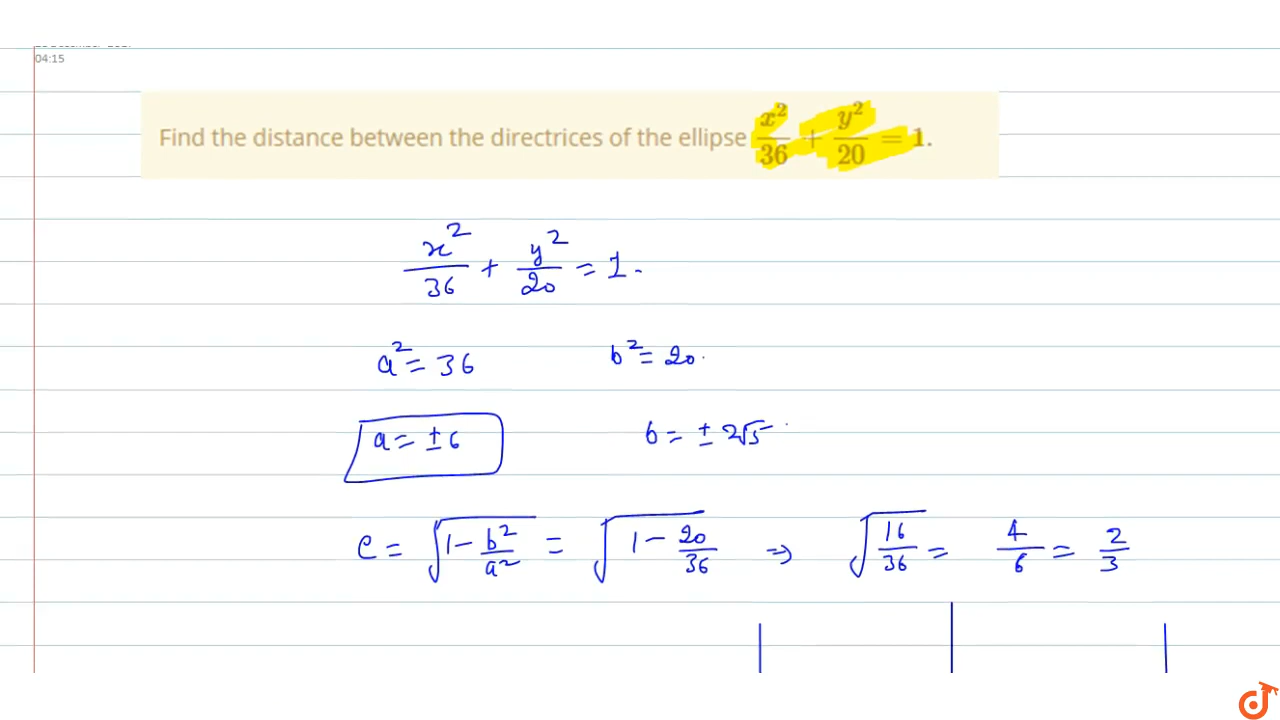 04:15
Find the distance between the directrices of the ellipse x²/36 + y²/20 = 1.
x²/36 + y²/20 = 1.
a² = 36 b² = 20.
a = ±6 b = ±2√5
e = √(1 - b²/a²) = √(1 - 20/36) ⇒ √(16/36) = 4/6 = 2/3